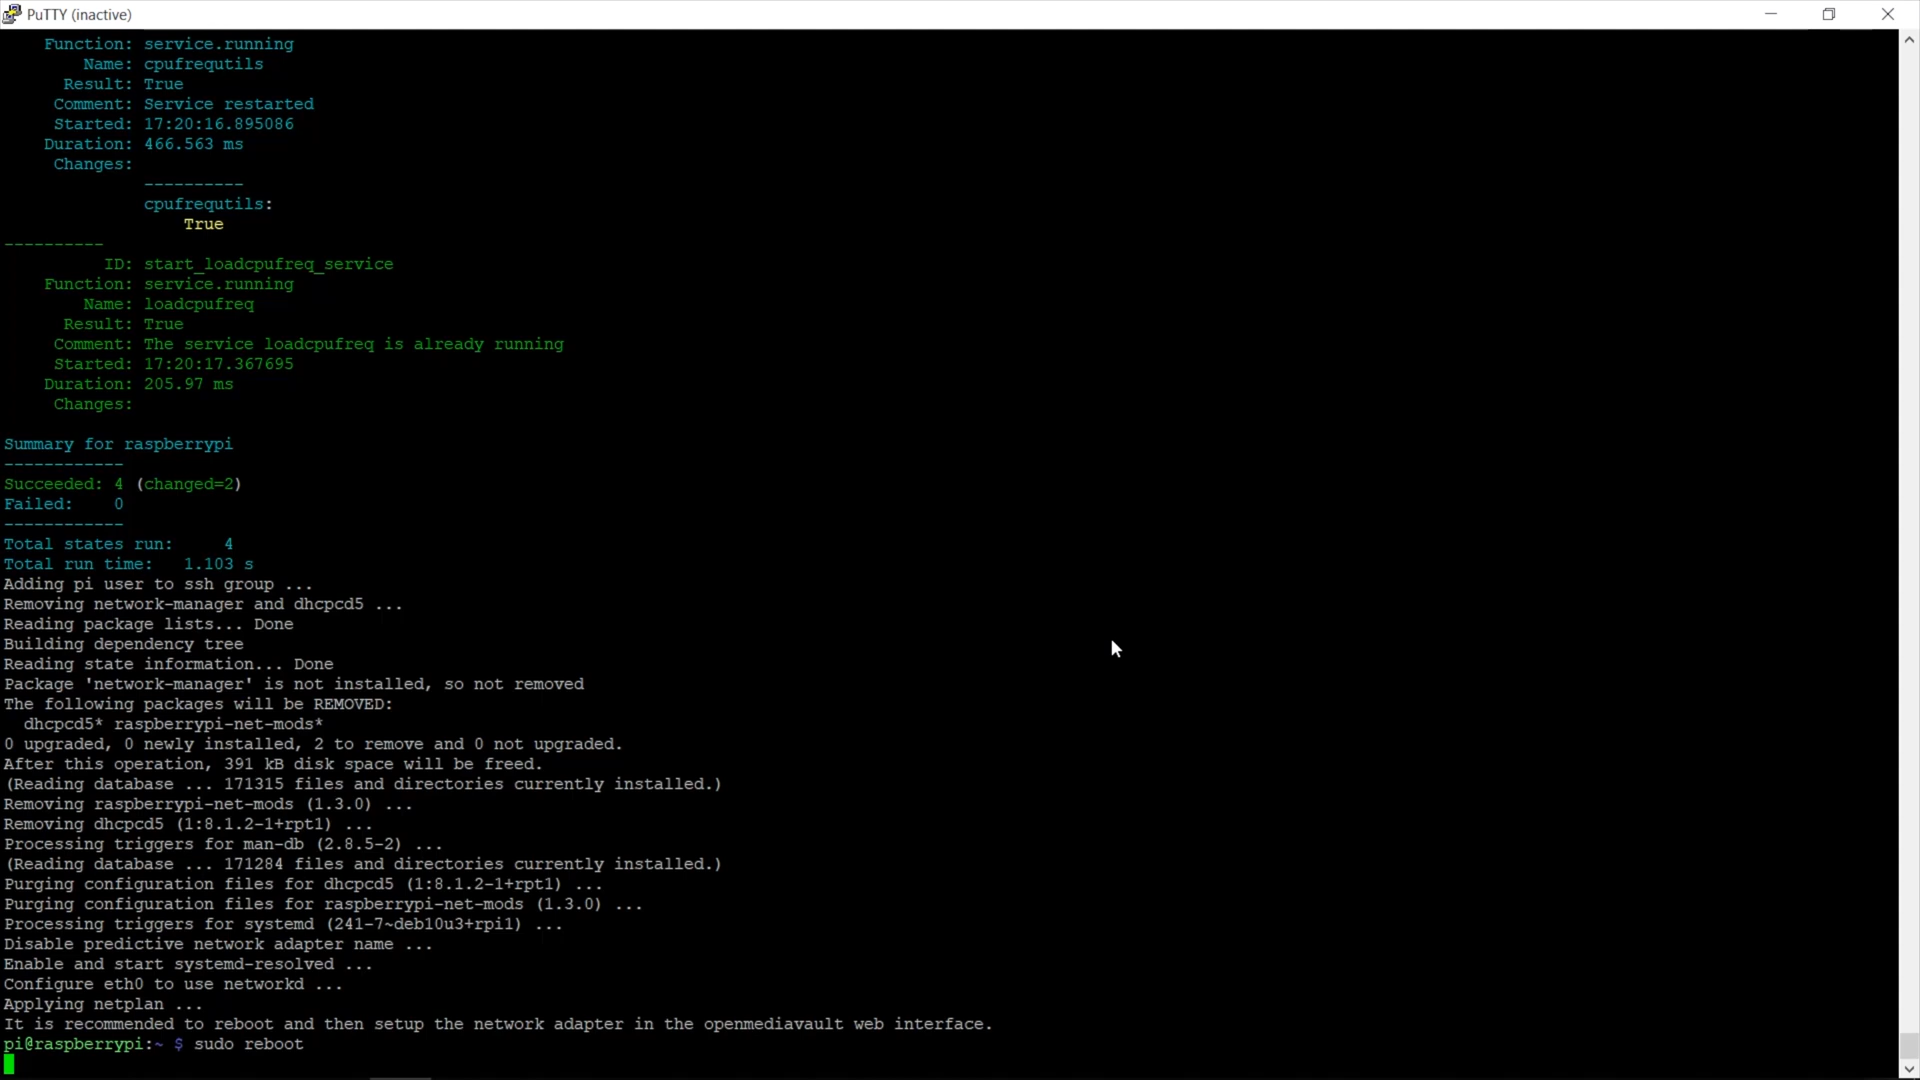 PuTTY (inactive)
Function: service.running
Name: cpufrequtils
Result: True
Comment: Service restarted
Started: 17:20:16.895086
Duration: 466.563 ms
Changes:
----------
cpufrequtils:
True
----------
ID: start_loadcpufreq_service
Function: service.running
Name: loadcpufreq
Result: True
Comment: The service loadcpufreq is already running
Started: 17:20:17.367695
Duration: 205.97 ms
Changes:
Summary for raspberrypi
------------
Succeeded: 4 (changed=2)
Failed:    0
------------
Total states run:     4
Total run time:   1.103 s
Adding pi user to ssh group ...
Removing network-manager and dhcpcd5 ...
Reading package lists... Done
Building dependency tree
Reading state information... Done
Package 'network-manager' is not installed, so not removed
The following packages will be REMOVED:
dhcpcd5* raspberrypi-net-mods*
0 upgraded, 0 newly installed, 2 to remove and 0 not upgraded.
After this operation, 391 kB disk space will be freed.
(Reading database ... 171315 files and directories currently installed.)
Removing raspberrypi-net-mods (1.3.0) ...
Removing dhcpcd5 (1:8.1.2-1+rpt1) ...
Processing triggers for man-db (2.8.5-2) ...
(Reading database ... 171284 files and directories currently installed.)
Purging configuration files for dhcpcd5 (1:8.1.2-1+rpt1) ...
Purging configuration files for raspberrypi-net-mods (1.3.0) ...
Processing triggers for systemd (241-7~deb10u3+rpi1) ...
Disable predictive network adapter name ...
Enable and start systemd-resolved ...
Configure eth0 to use networkd ...
Applying netplan ...
It is recommended to reboot and then setup the network adapter in the openmediavault web interface.
pi@raspberrypi:~ $ sudo reboot